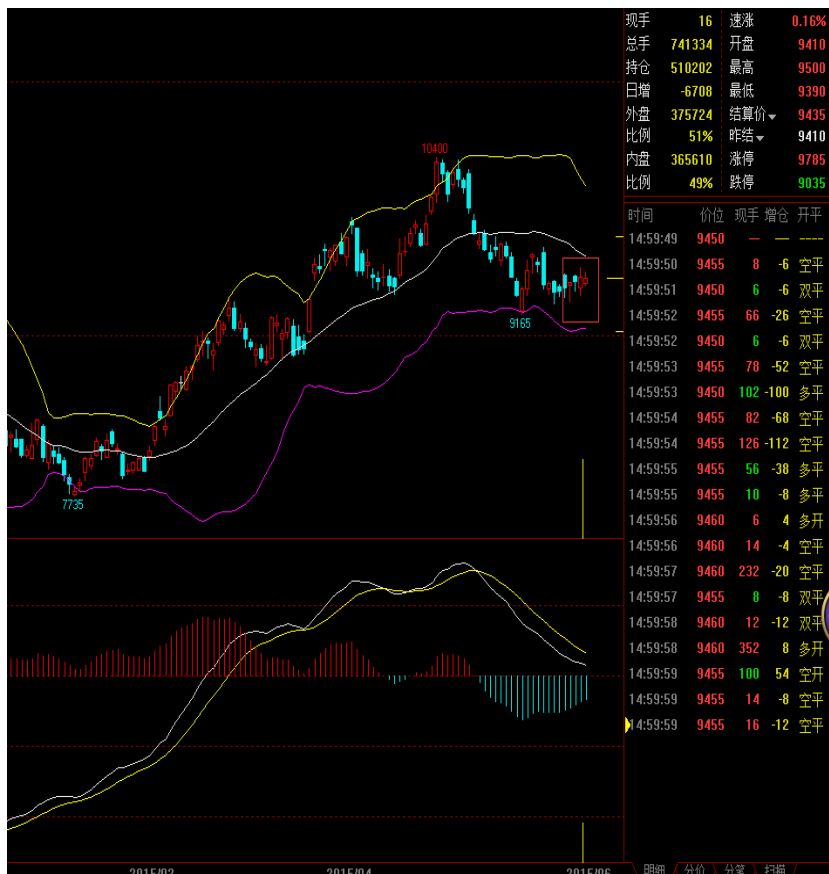 现手 16 速涨 0.16%
总手 741334 开盘 9410
持仓 510202 最高 9500
日增 -6708 最低 9390
外盘 375724 结算价 9435
比例 51% 昨结 9410
内盘 365610 涨停 9785
比例 49% 跌停 9035
时间 价位 现手 增仓 开平
14:59:49 9450 — — ----
14:59:50 9455 8 -6 空平
14:59:51 9450 6 -6 双平
14:59:52 9455 66 -26 空平
14:59:52 9450 6 -6 双平
14:59:53 9455 78 -52 空平
14:59:53 9450 102 -100 多平
14:59:54 9455 82 -68 空平
14:59:54 9455 126 -112 空平
14:59:55 9455 56 -38 多平
14:59:55 9455 10 -8 多平
14:59:56 9460 6 4 多开
14:59:56 9460 14 -4 空平
14:59:57 9460 232 -20 空平
14:59:57 9455 8 -8 双平
14:59:58 9460 12 -12 双平
14:59:58 9460 352 8 多开
14:59:59 9455 100 54 空开
14:59:59 9455 14 -8 空平
14:59:59 9455 16 -12 空平
10400
9165
7735
2015/02 2015/04 2015/06
明细 分价 分笔 扫描